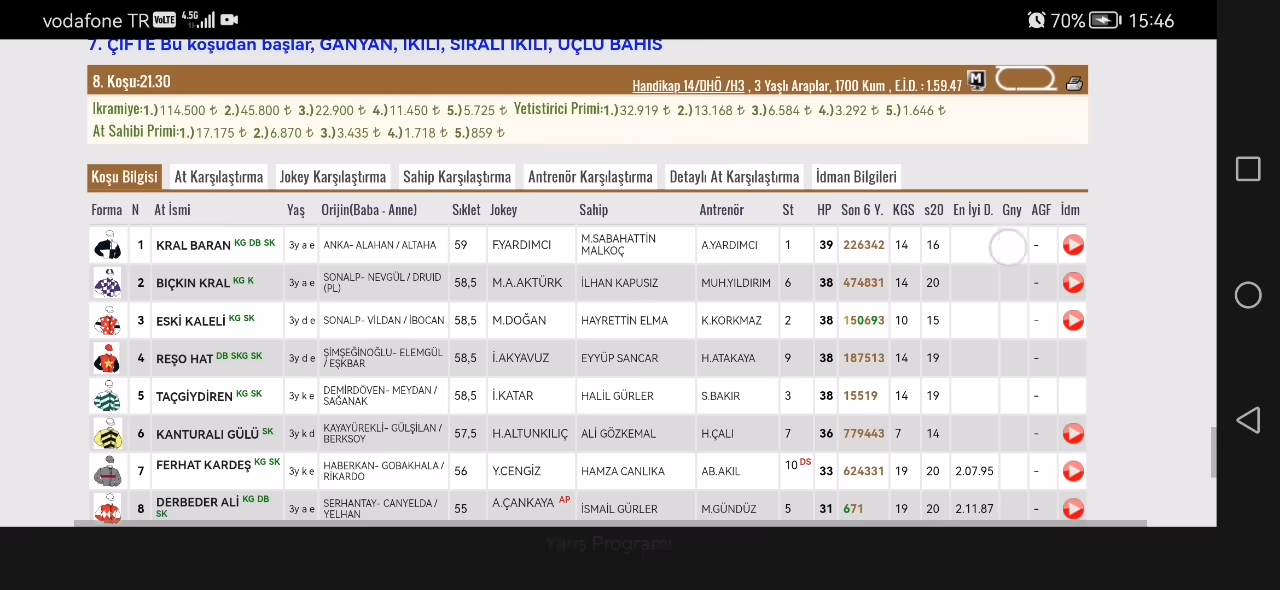 vodafone TR VoLTE 4.5G 70% 15:46
7. ÇİFTE Bu koşudan başlar, GANYAN, İKİLİ, SIRALI İKİLİ, ÜÇLÜ BAHİS
8. Koşu:21.30 Handikap 14/DHÖ /H3 , 3 Yaşlı Araplar, 1700 Kum , E.İ.D. : 1.59.47
Ikramiye:1.)114.500 ₺ 2.)45.800 ₺ 3.)22.900 ₺ 4.)11.450 ₺ 5.)5.725 ₺ Yetistirici Primi:1.)32.919 ₺ 2.)13.168 ₺ 3.)6.584 ₺ 4.)3.292 ₺ 5.)1.646 ₺
At Sahibi Primi:1.)17.175 ₺ 2.)6.870 ₺ 3.)3.435 ₺ 4.)1.718 ₺ 5.)859 ₺
Koşu Bilgisi At Karşılaştırma Jokey Karşılaştırma Sahip Karşılaştırma Antrenör Karşılaştırma Detaylı At Karşılaştırma İdman Bilgileri
Forma N At İsmi Yaş Orijin(Baba - Anne) Sıklet Jokey Sahip Antrenör St HP Son 6 Y. KGS s20 En İyi D. Gny AGF İdm
1 KRAL BARAN KG DB SK 3y a e ANKA- ALAHAN / ALTAHA 59 F.YARDIMCI M.SABAHATTİN MALKOÇ A.YARDIMCI 1 39 226342 14 16 -
2 BIÇKIN KRAL KG K 3y a e SONALP- NEVGÜL / DRUID (PL) 58,5 M.A.AKTÜRK İLHAN KAPUSIZ MUH.YILDIRIM 6 38 474831 14 20 -
3 ESKİ KALELİ KG SK 3y d e SONALP- VİLDAN / İBOCAN 58,5 M.DOĞAN HAYRETTİN ELMA K.KORKMAZ 2 38 150693 10 15 -
4 REŞO HAT DB SKG SK 3y d e ŞİMŞEĞİNOĞLU- ELEMGÜL / EŞKBAR 58,5 İ.AKYAVUZ EYYÜP SANCAR H.ATAKAYA 9 38 187513 14 19 -
5 TAÇGİYDİREN KG SK 3y k e DEMİRDÖVEN- MEYDAN / SAĞANAK 58,5 İ.KATAR HALİL GÜRLER S.BAKIR 3 38 15519 14 19 -
6 KANTURALI GÜLÜ SK 3y k d KAYAYÜREKLİ- GÜLŞİLAN / BERKSOY 57,5 H.ALTUNKILIÇ ALİ GÖZKEMAL H.ÇALI 7 36 779443 7 14 -
7 FERHAT KARDEŞ KG SK 3y k e HABERKAN- GOBAKHALA / RİKARDO 56 Y.CENGİZ HAMZA CANLIKA AB.AKIL 10 DS 33 624331 19 20 2.07.95 -
8 DERBEDER ALİ KG DB SK 3y a e SERHANTAY- CANYELDA / YELHAN 55 A.ÇANKAYA AP İSMAİL GÜRLER M.GÜNDÜZ 5 31 671 19 20 2.11.87 -
Yarış Programı